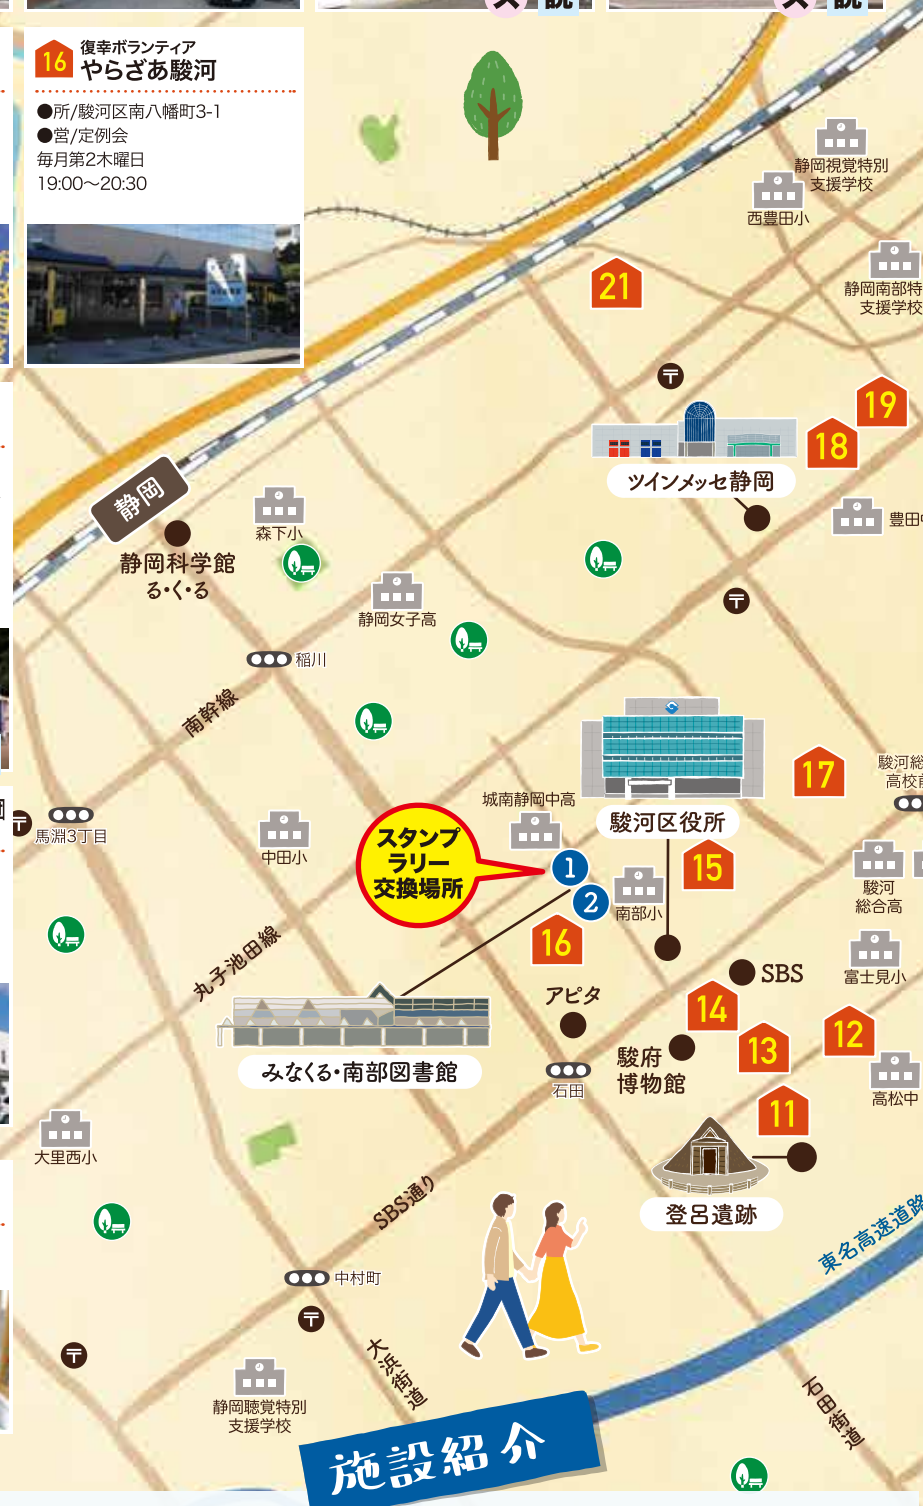 16
復幸ボランティア
やらざあ駿河
●所/駿河区南八幡町3-1
●営/定例会
毎月第2木曜日
19:00〜20:30
静岡視覚特別
支援学校
西豊田小
静岡南部特
支援学校
21
〒
19
18
ツインメッセ静岡
静岡
静岡科学館
る・く・る
森下小
豊田中
静岡女子高
〒
稲川
南幹線
17
駿河総
高校前
城南静岡中高
駿河区役所
〒
馬淵3丁目
中田小
スタンプ
ラリー
交換場所
1
2
南部小
15
駿河
総合高
16
丸子池田線
SBS
富士見小
アピタ
14
12
13
駿府
博物館
みなくる・南部図書館
石田
高松中
11
大里西小
登呂遺跡
SBS通り
東名高速道路
中村町
〒
〒
大浜街道
石田街道
静岡聴覚特別
支援学校
施設紹介